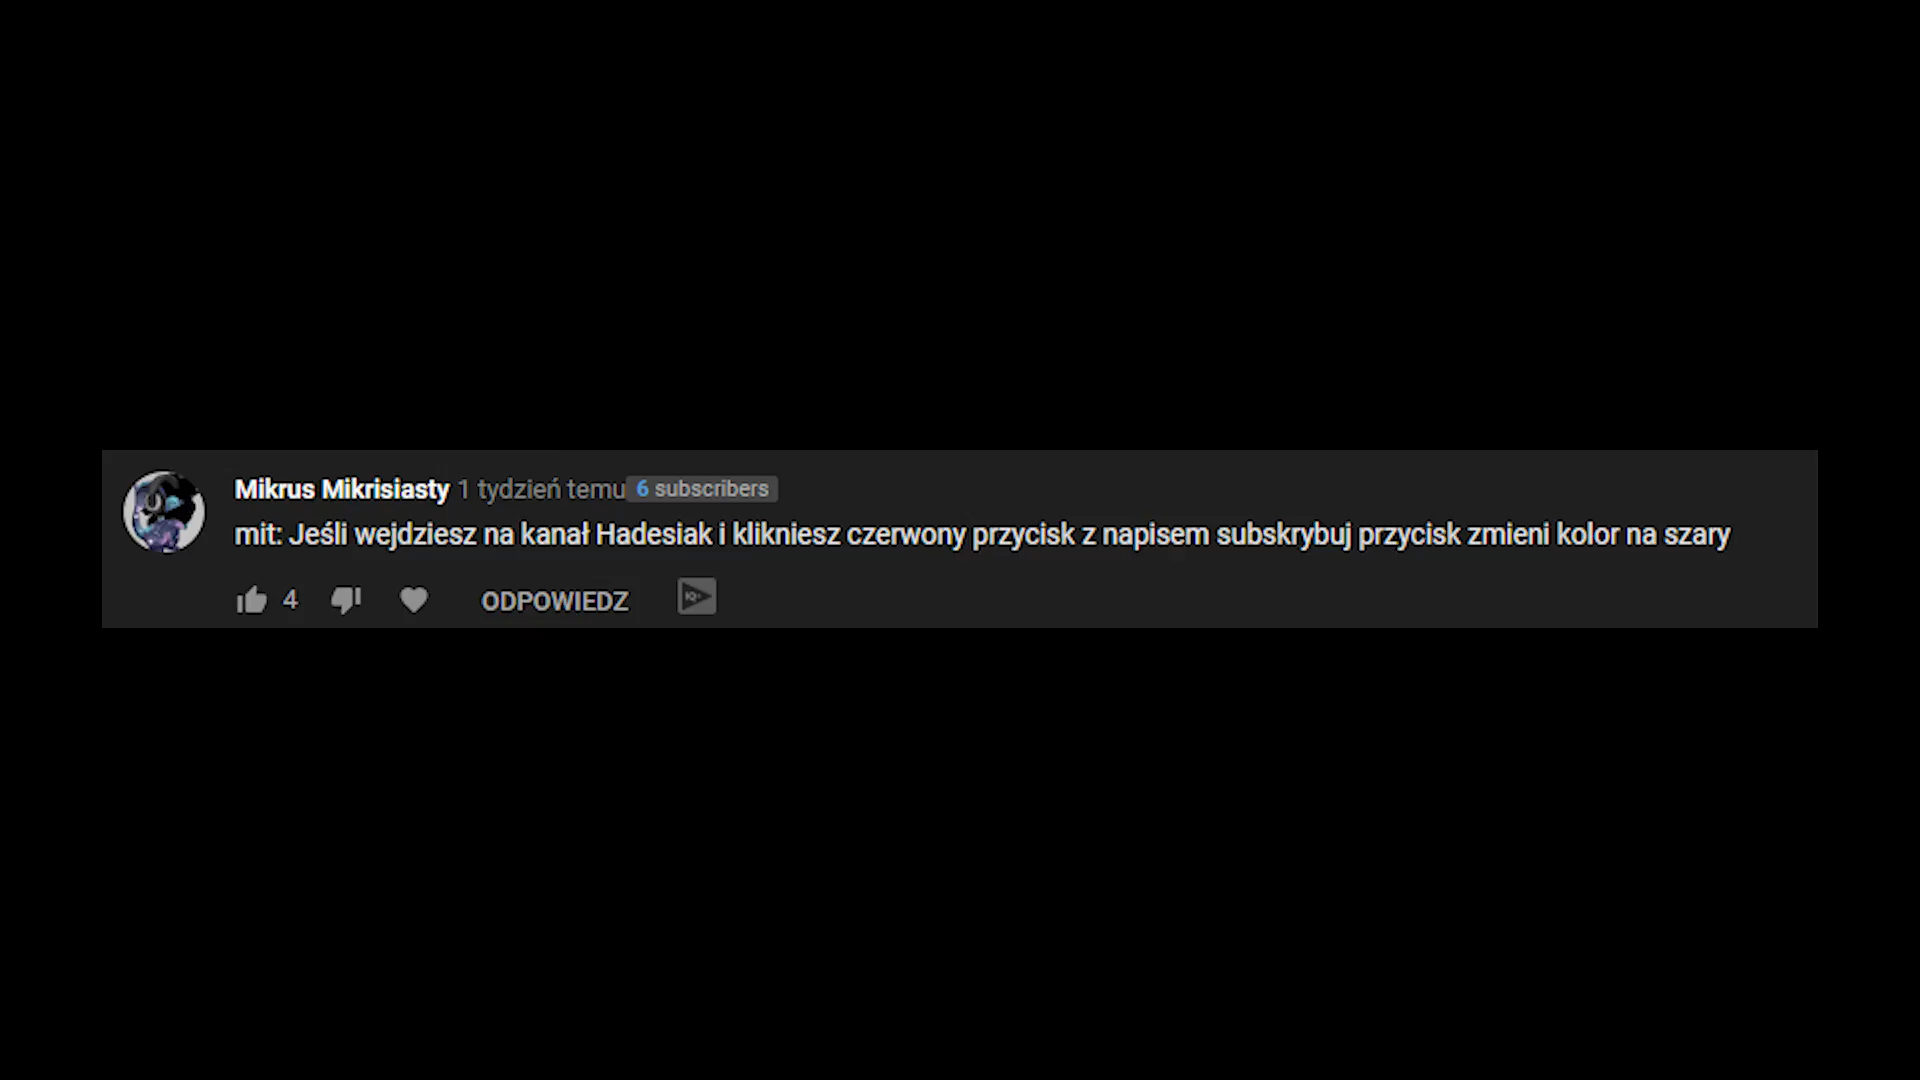 Mikrus Mikrisiasty 1 tydzień temu 6 subscribers
mit: Jeśli wejdziesz na kanał Hadesiak i klikniesz czerwony przycisk z napisem subskrybuj przycisk zmieni kolor na szary
4 ODPOWIEDZ